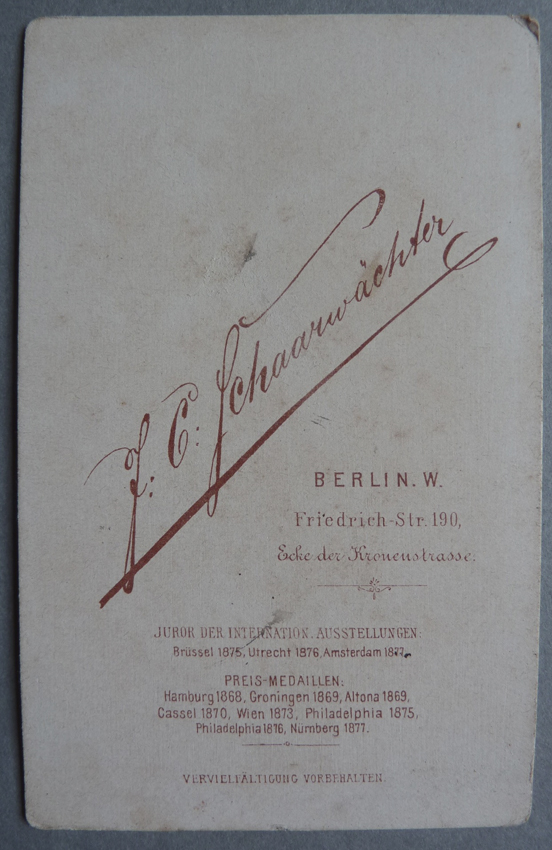 J: C: Schaarwächter
BERLIN. W.
Friedrich-Str. 190,
Ecke der Kronenstrasse.
JUROR DER INTERNATION. AUSSTELLUNGEN:
Brüssel 1875, Utrecht 1876, Amsterdam
PREIS-MEDAILLEN:
Hamburg 1868, Groningen 1869, Altona 1869,
Cassel 1870, Wien 1873, Philadelphia 1875,
Philadelphia 1876, Nürnberg 1877.
VERVIELFÄLTIGUNG VORBEHALTEN.